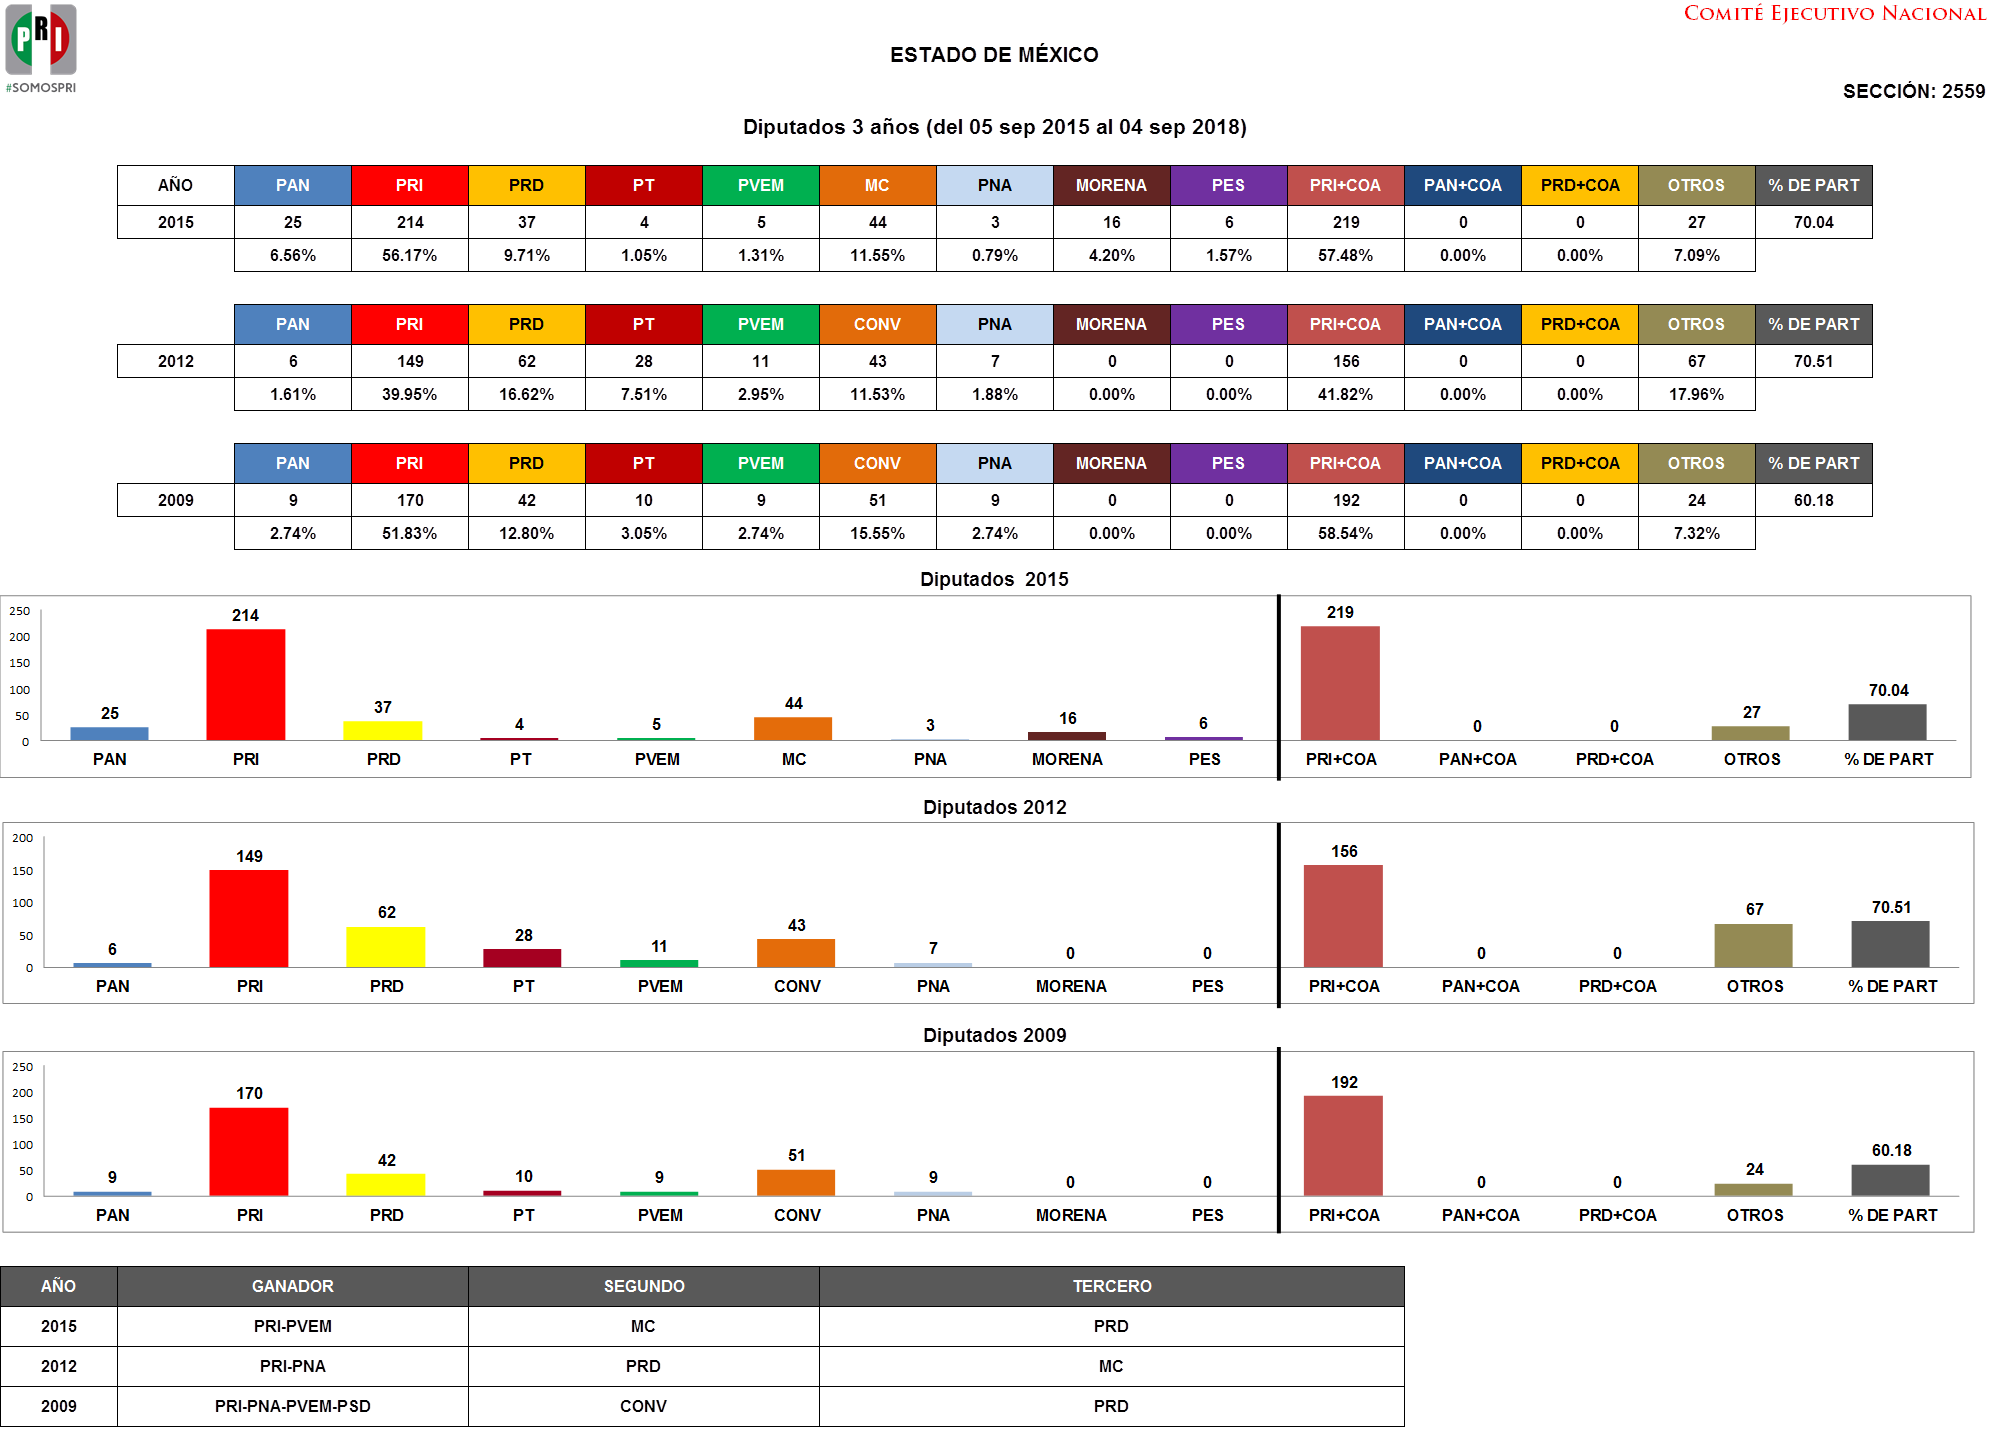 PRI
#SOMOSPRI
COMITÉ EJECUTIVO NACIONAL
ESTADO DE MÉXICO
SECCIÓN: 2559
Diputados 3 años (del 05 sep 2015 al 04 sep 2018)
AÑO PAN PRI PRD PT PVEM MC PNA MORENA PES PRI+COA PAN+COA PRD+COA OTROS % DE PART
2015 25 214 37 4 5 44 3 16 6 219 0 0 27 70.04
6.56% 56.17% 9.71% 1.05% 1.31% 11.55% 0.79% 4.20% 1.57% 57.48% 0.00% 0.00% 7.09%
PAN PRI PRD PT PVEM CONV PNA MORENA PES PRI+COA PAN+COA PRD+COA OTROS % DE PART
2012 6 149 62 28 11 43 7 0 0 156 0 0 67 70.51
1.61% 39.95% 16.62% 7.51% 2.95% 11.53% 1.88% 0.00% 0.00% 41.82% 0.00% 0.00% 17.96%
PAN PRI PRD PT PVEM CONV PNA MORENA PES PRI+COA PAN+COA PRD+COA OTROS % DE PART
2009 9 170 42 10 9 51 9 0 0 192 0 0 24 60.18
2.74% 51.83% 12.80% 3.05% 2.74% 15.55% 2.74% 0.00% 0.00% 58.54% 0.00% 0.00% 7.32%
Diputados 2015
250
200
150
100
50
0
25 214 37 4 5 44 3 16 6 219 0 0 27 70.04
PAN PRI PRD PT PVEM MC PNA MORENA PES PRI+COA PAN+COA PRD+COA OTROS % DE PART
Diputados 2012
200
150
100
50
0
6 149 62 28 11 43 7 0 0 156 0 0 67 70.51
PAN PRI PRD PT PVEM CONV PNA MORENA PES PRI+COA PAN+COA PRD+COA OTROS % DE PART
Diputados 2009
250
200
150
100
50
0
9 170 42 10 9 51 9 0 0 192 0 0 24 60.18
PAN PRI PRD PT PVEM CONV PNA MORENA PES PRI+COA PAN+COA PRD+COA OTROS % DE PART
AÑO GANADOR SEGUNDO TERCERO
2015 PRI-PVEM MC PRD
2012 PRI-PNA PRD MC
2009 PRI-PNA-PVEM-PSD CONV PRD